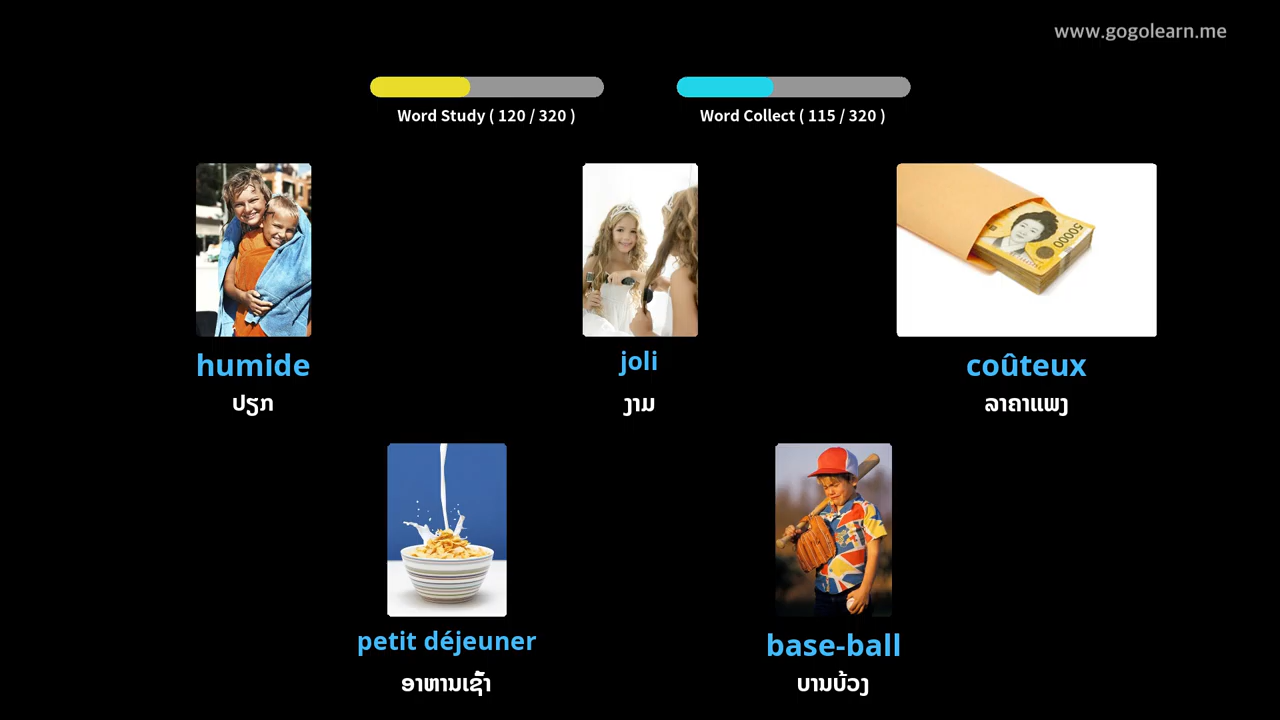 www.gogolearn.me
Word Study ( 120 / 320 )
Word Collect ( 115 / 320 )
50000
humide
joli
coûteux
ປຽກ
ງາມ
ລາຄາແພງ
petit déjeuner
base-ball
ອາຫານເຊົ້າ
ບານບ້ວງ